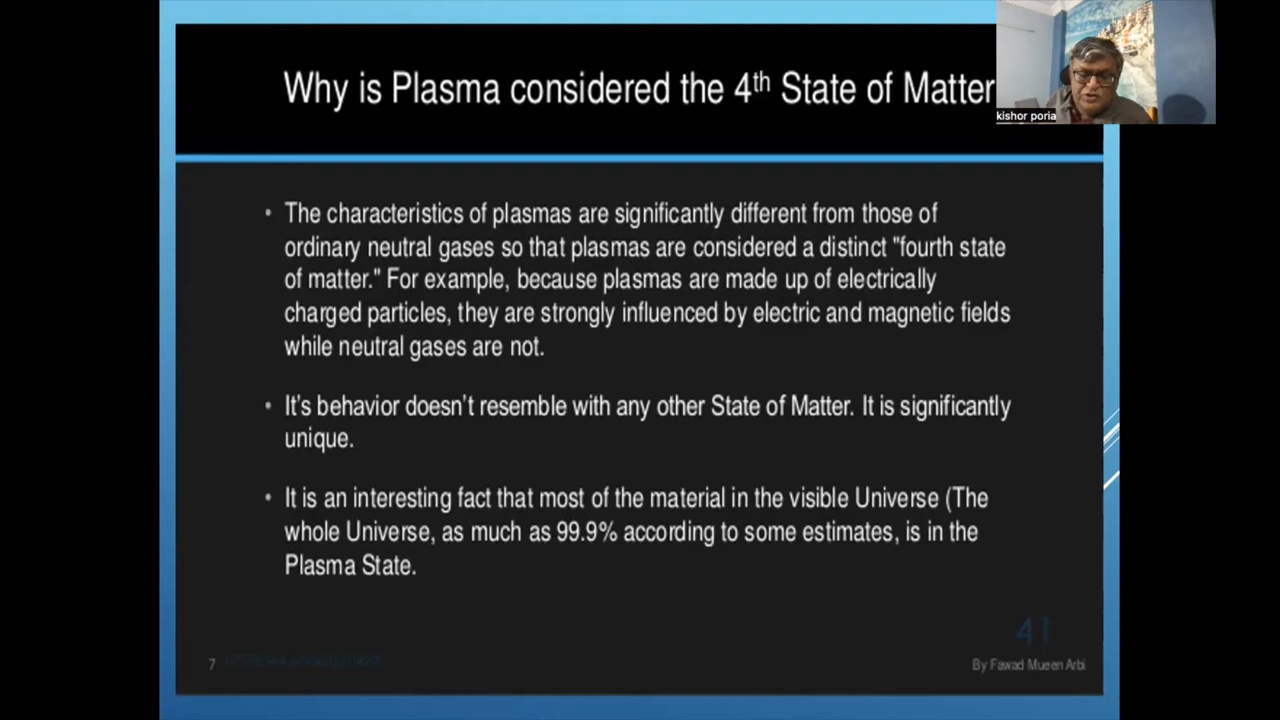 Why is Plasma considered the 4th State of Matter
kishor poria
• The characteristics of plasmas are significantly different from those of
ordinary neutral gases so that plasmas are considered a distinct "fourth state
of matter." For example, because plasmas are made up of electrically
charged particles, they are strongly influenced by electric and magnetic fields
while neutral gases are not.
• It's behavior doesn't resemble with any other State of Matter. It is significantly
unique.
• It is an interesting fact that most of the material in the visible Universe (The
whole Universe, as much as 99.9% according to some estimates, is in the
Plasma State.
41
7
By Fawad Mueen Arbi